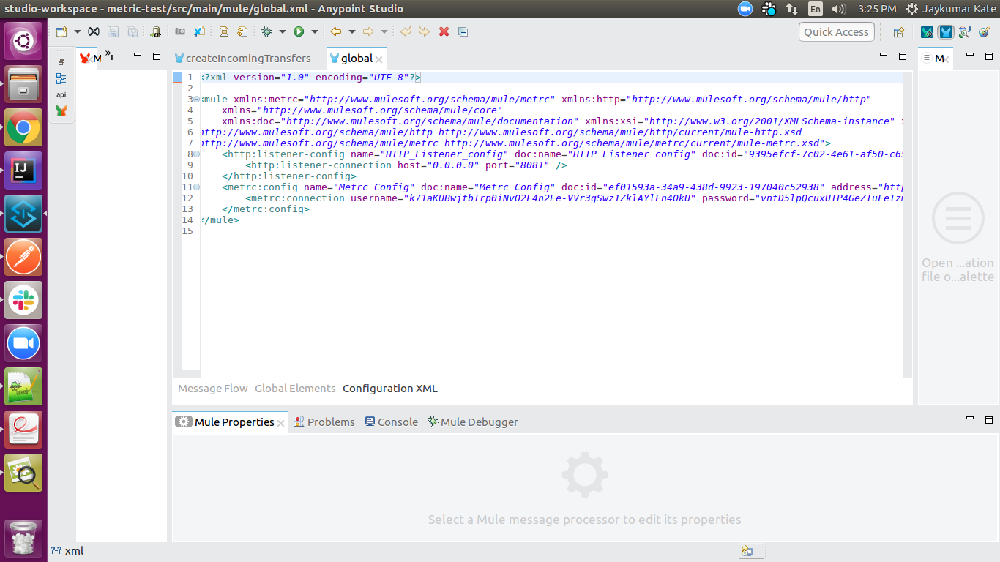 studio-workspace - metric-test/src/main/mule/global.xml - Anypoint Studio
En
3:25 PM
Jaykumar Kate
Quick Access
M
»1
createIncomingTransfers
global
M
api
1 <?xml version="1.0" encoding="UTF-8"?>
2
3 <mule xmlns:metrc="http://www.mulesoft.org/schema/mule/metrc" xmlns:http="http://www.mulesoft.org/schema/mule/http"
4 xmlns="http://www.mulesoft.org/schema/mule/core"
5 xmlns:doc="http://www.mulesoft.org/schema/mule/documentation" xmlns:xsi="http://www.w3.org/2001/XMLSchema-instance"
6 http://www.mulesoft.org/schema/mule/http http://www.mulesoft.org/schema/mule/http/current/mule-http.xsd
7 http://www.mulesoft.org/schema/mule/metrc http://www.mulesoft.org/schema/mule/metrc/current/mule-metrc.xsd">
8 <http:listener-config name="HTTP_Listener_config" doc:name="HTTP Listener config" doc:id="9395efcf-7c02-4e61-af50-c65
9 <http:listener-connection host="0.0.0.0" port="8081" />
10 </http:listener-config>
11 <metrc:config name="Metrc_Config" doc:name="Metrc Config" doc:id="ef01593a-34a9-438d-9923-197040c52938" address="http
12 <metrc:connection username="k71aKUBwjtbTrp0iNvO2F4n2Ee-VVr3gSwz1ZklAYlFn4OkU" password="vntD5lpQcuxUTP4GeZIuFeIzm
13 </metrc:config>
14 </mule>
15
Open ...ation
file o...alette
Message Flow
Global Elements
Configuration XML
Mule Properties
Problems
Console
Mule Debugger
Select a Mule message processor to edit its properties
xml